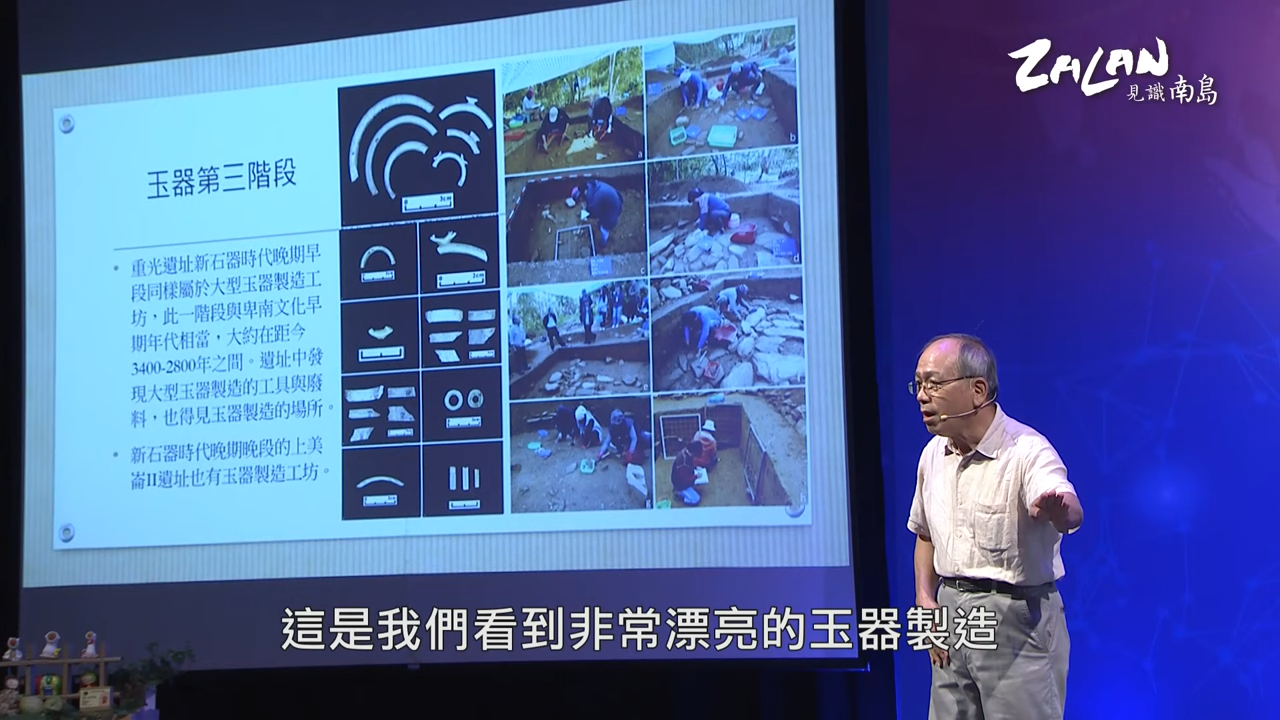 ZALAN
見識南島
玉器第三階段
• 重光遺址新石器時代晚期早
段同樣屬於大型玉器製造工
坊，此一階段與卑南文化早
期年代相當，大約在距今
3400-2800年之間。遺址中發
現大型玉器製造的工具與廢
料，也得見玉器製造的場所。
• 新石器時代晚期晚段的上美
崙II遺址也有玉器製造工坊。
這是我們看到非常漂亮的玉器製造